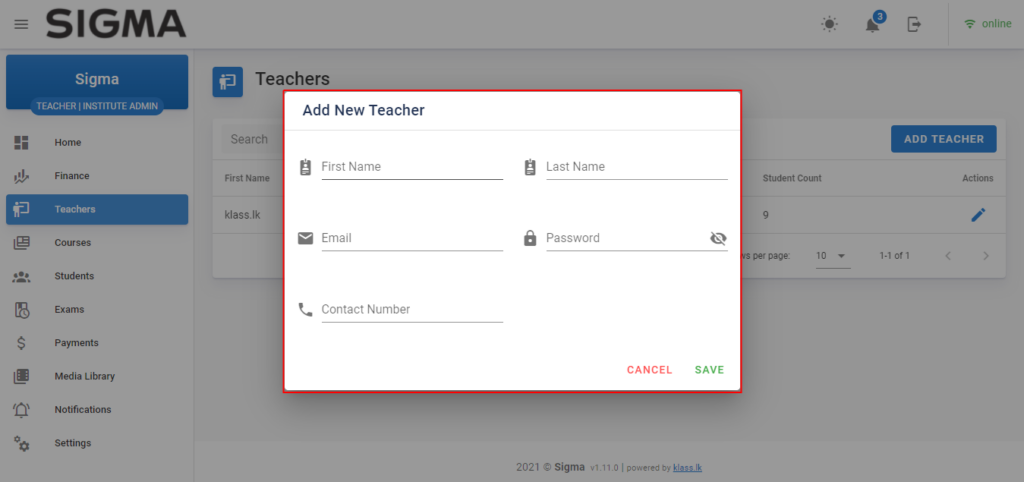 SIGMA
3
online
Sigma
TEACHER | INSTITUTE ADMIN
Home
Finance
Teachers
Courses
Students
Exams
Payments
Media Library
Notifications
Settings
Teachers
Search
ADD TEACHER
First Name
Student Count
Actions
klass.lk
9
per page:
10
1-1 of 1
Add New Teacher
First Name
Last Name
Email
Password
Contact Number
CANCEL
SAVE
2021 © Sigma v1.11.0 | powered by klass.lk